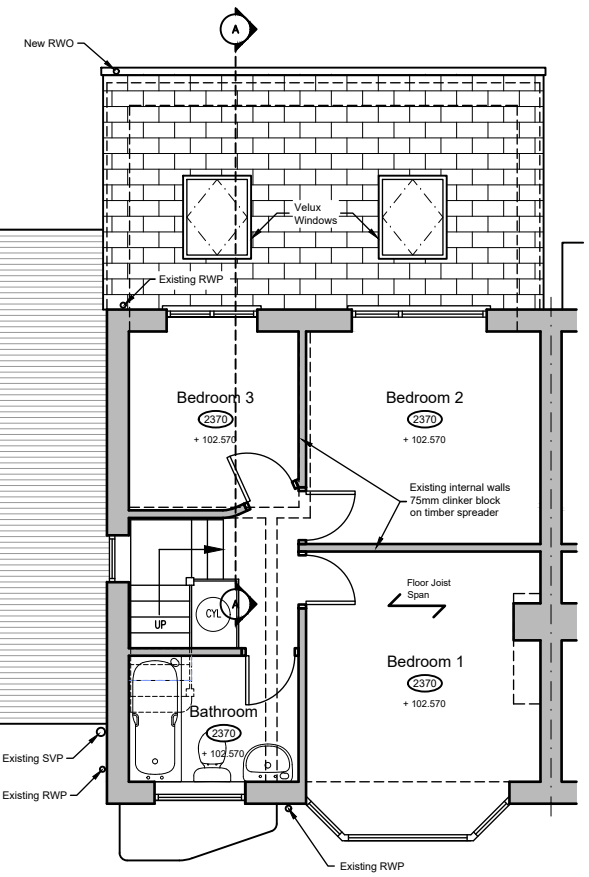 A
New RWO
Velux
Windows
Existing RWP
Bedroom 3
2370
+ 102.570
Bedroom 2
2370
+ 102.570
Existing internal walls
75mm clinker block
on timber spreader
Floor Joist
Span
CYL
A
UP
Bedroom 1
2370
+ 102.570
Bathroom
2370
+ 102.570
Existing SVP
Existing RWP
Existing RWP